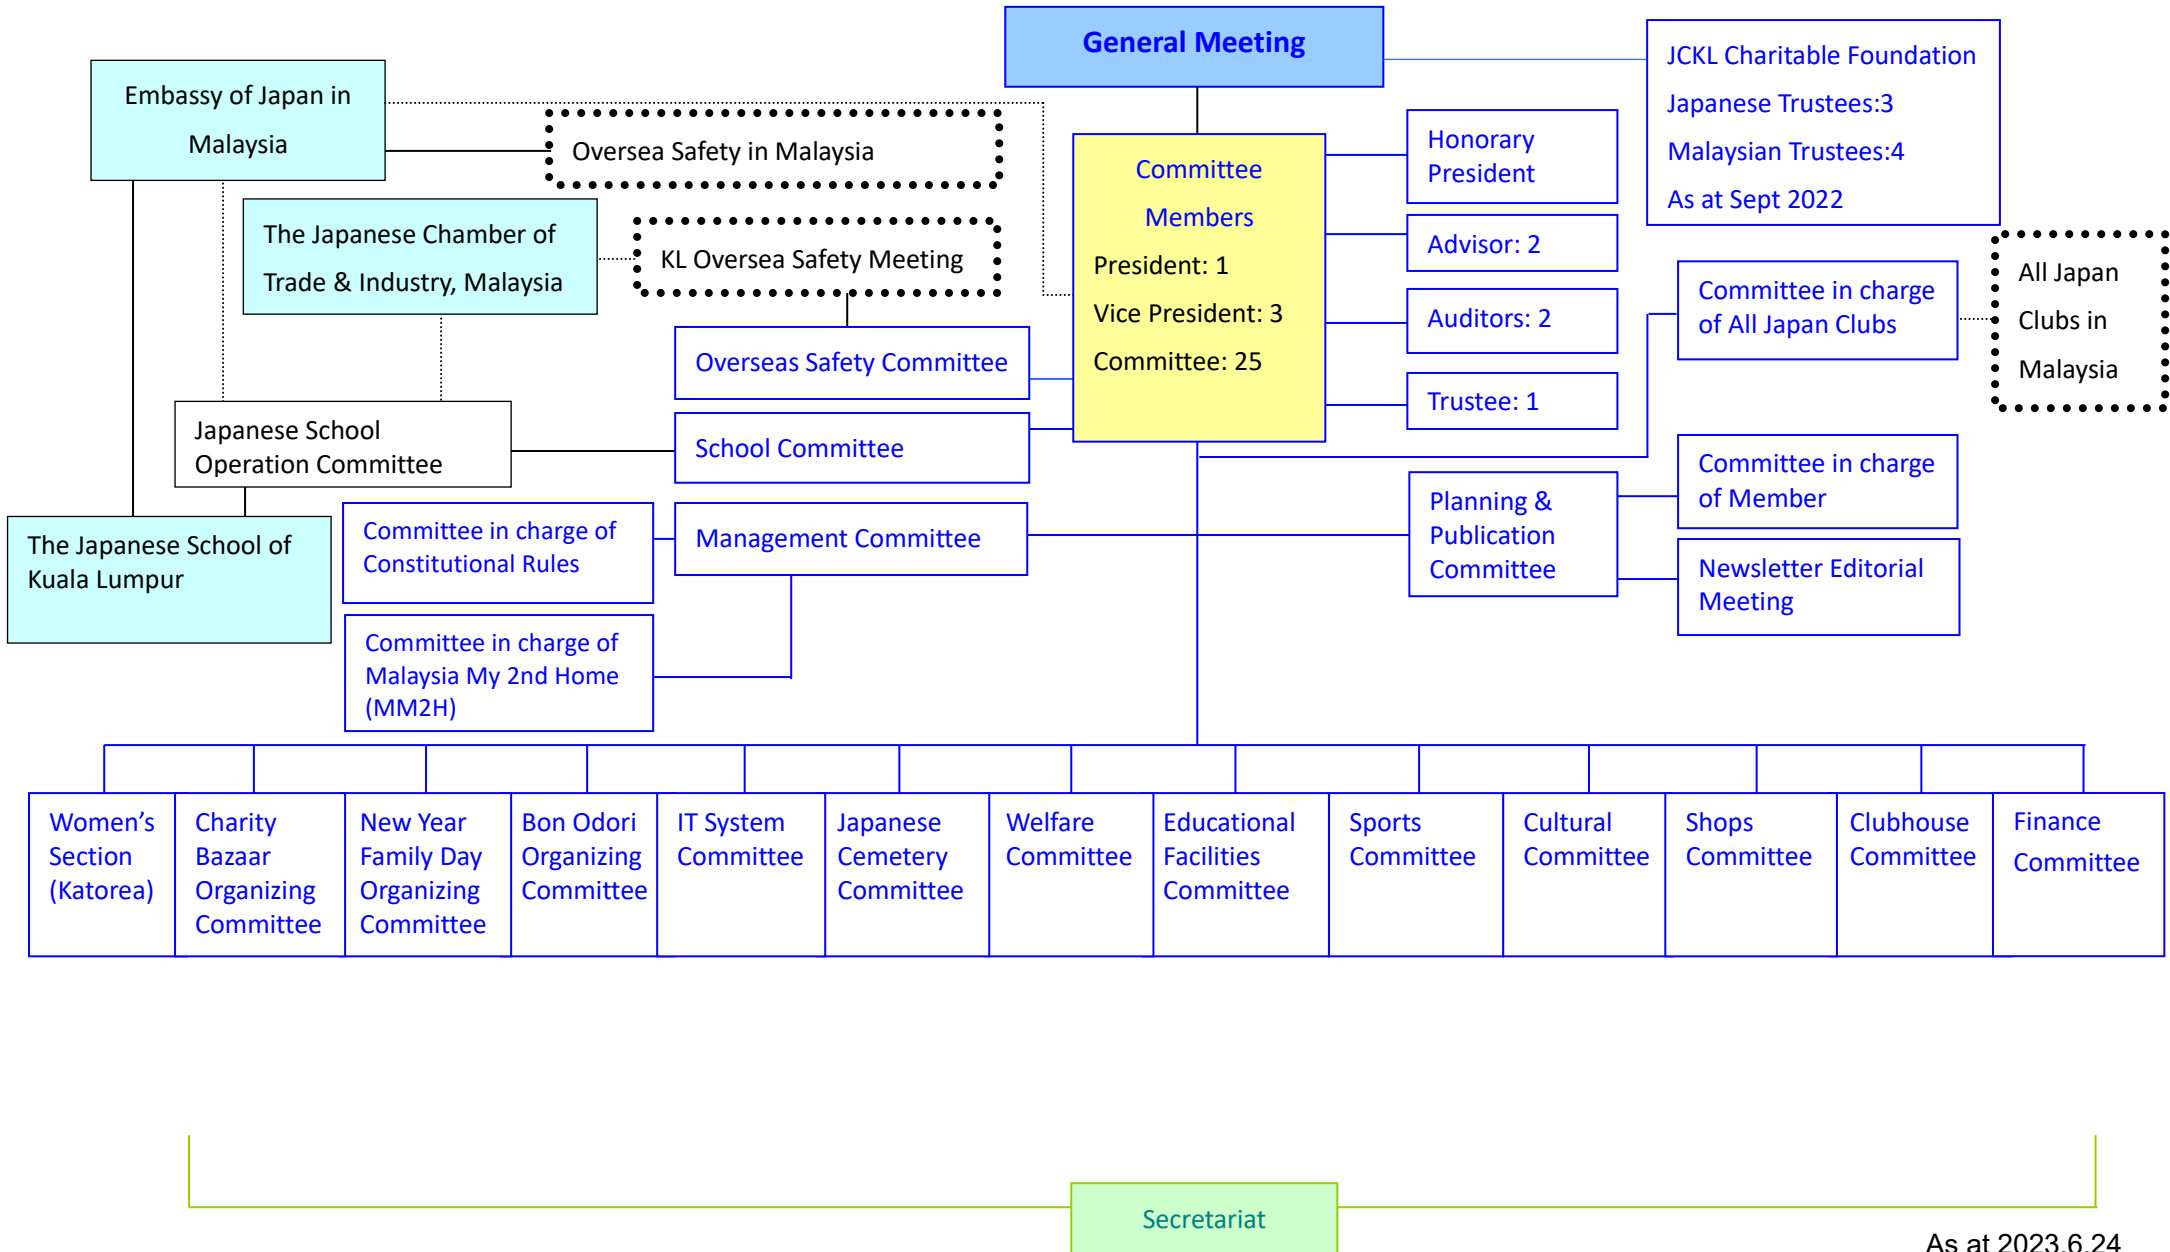 General Meeting
JCKL Charitable Foundation
Japanese Trustees:3
Malaysian Trustees:4
As at Sept 2022
Embassy of Japan in
Malaysia
Oversea Safety in Malaysia
The Japanese Chamber of
Trade & Industry, Malaysia
KL Oversea Safety Meeting
Committee
Members
President: 1
Vice President: 3
Committee: 25
Honorary
President
Advisor: 2
Auditors: 2
Trustee: 1
Committee in charge
of All Japan Clubs
All Japan
Clubs in
Malaysia
Overseas Safety Committee
Japanese School
Operation Committee
School Committee
Committee in charge
of Member
The Japanese School of
Kuala Lumpur
Committee in charge of
Constitutional Rules
Management Committee
Planning &
Publication
Committee
Newsletter Editorial
Meeting
Committee in charge of
Malaysia My 2nd Home
(MM2H)
Women’s
Section
(Katorea)
Charity
Bazaar
Organizing
Committee
New Year
Family Day
Organizing
Committee
Bon Odori
Organizing
Committee
IT System
Committee
Japanese
Cemetery
Committee
Welfare
Committee
Educational
Facilities
Committee
Sports
Committee
Cultural
Committee
Shops
Committee
Clubhouse
Committee
Finance
Committee
Secretariat
As at 2023.6.24